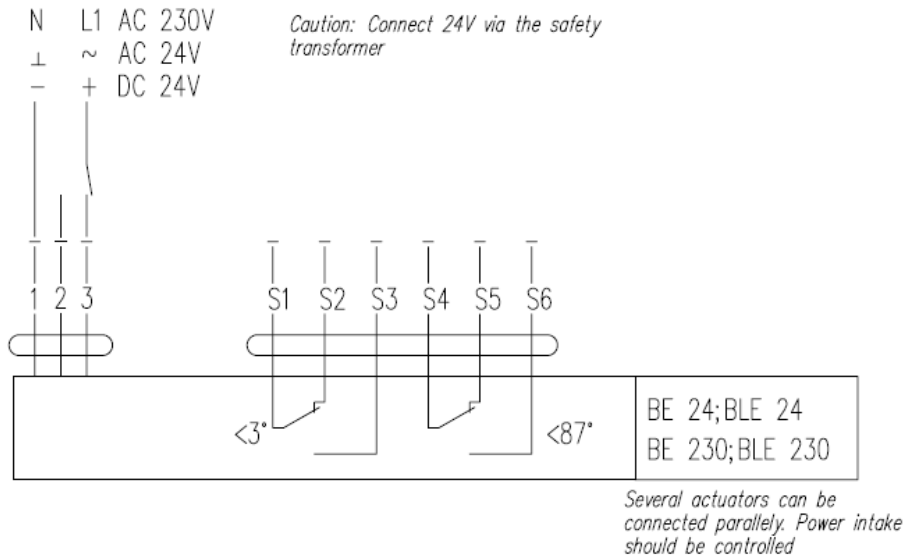 N L1 AC 230V
⊥ ~ AC 24V
− + DC 24V
Caution: Connect 24V via the safety
transformer
1 2 3 S1 S2 S3 S4 S5 S6
<3° <87°
BE 24;BLE 24
BE 230;BLE 230
Several actuators can be
connected parallely. Power intake
should be controlled